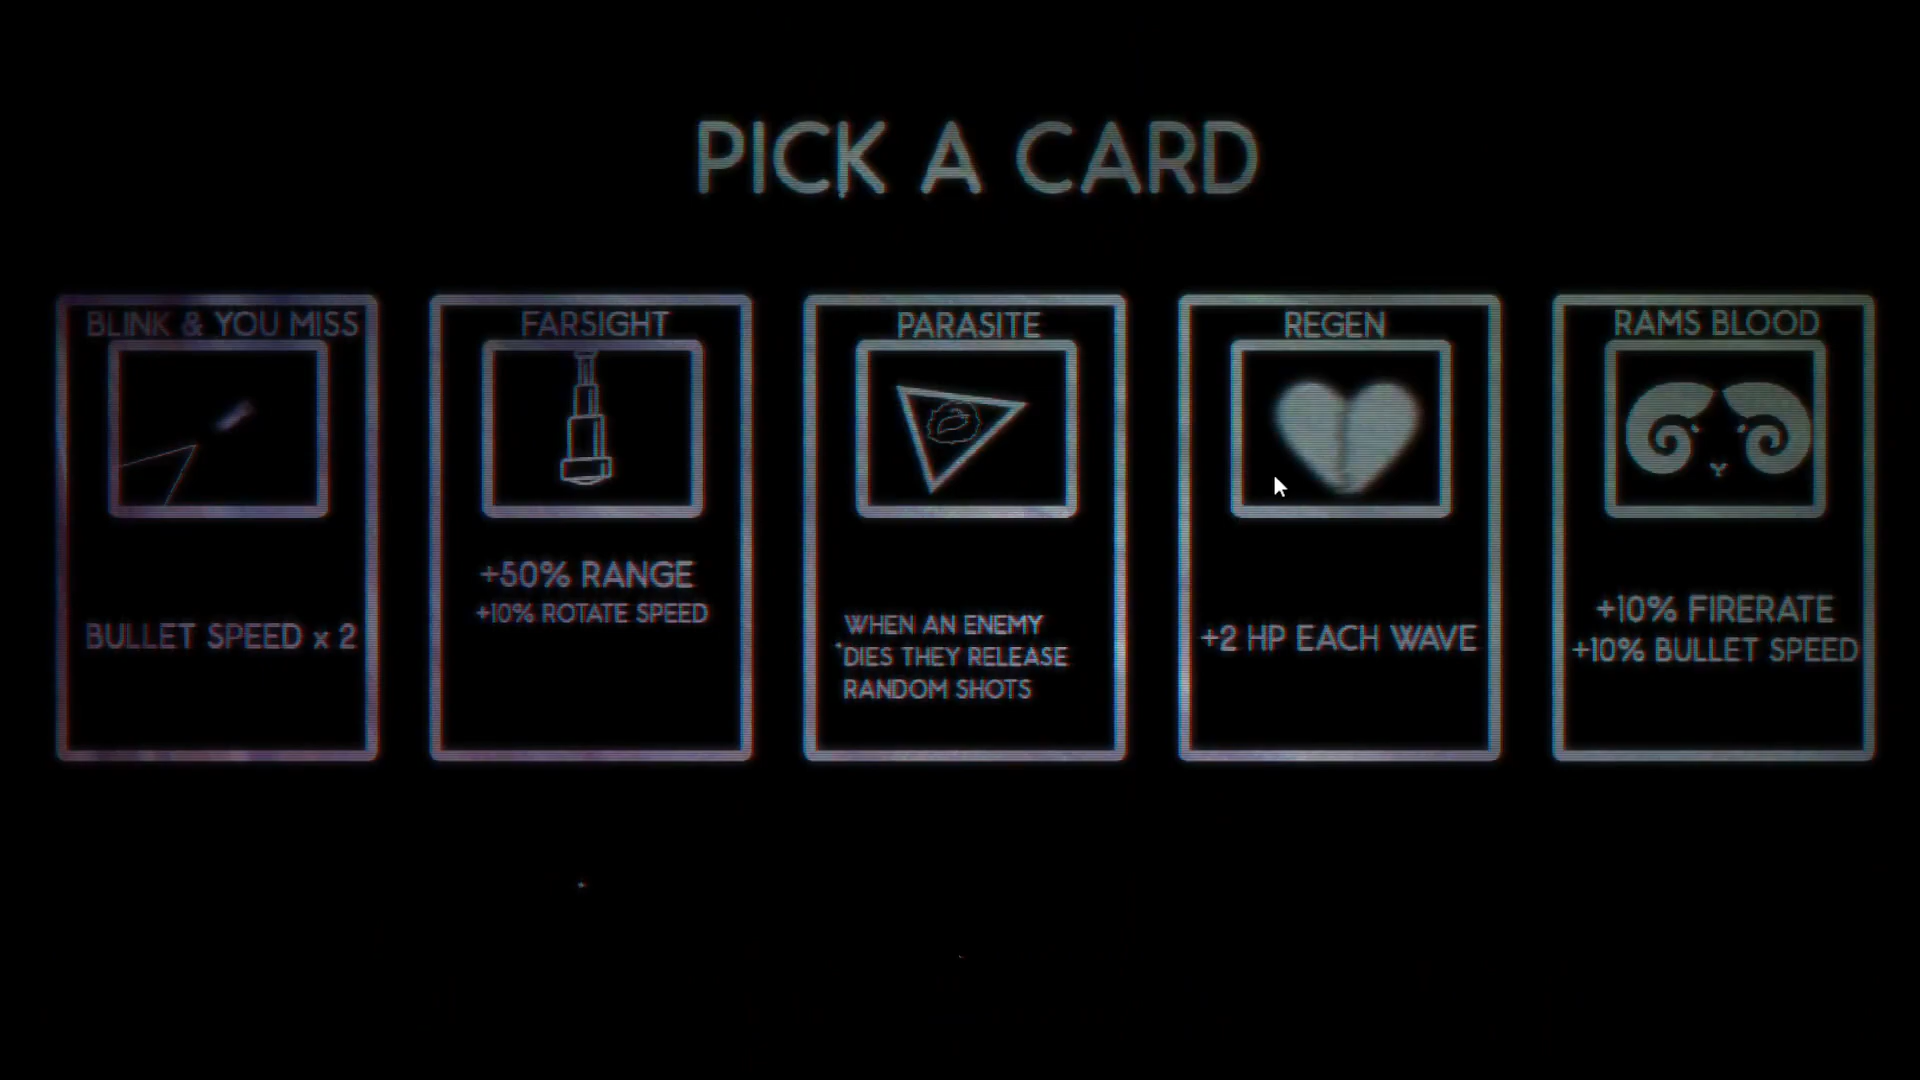 PICK A CARD
BLINK & YOU MISS
BULLET SPEED x 2
FARSIGHT
+50% RANGE
+10% ROTATE SPEED
PARASITE
WHEN AN ENEMY
DIES THEY RELEASE
RANDOM SHOTS
REGEN
+2 HP EACH WAVE
RAMS BLOOD
+10% FIRERATE
+10% BULLET SPEED